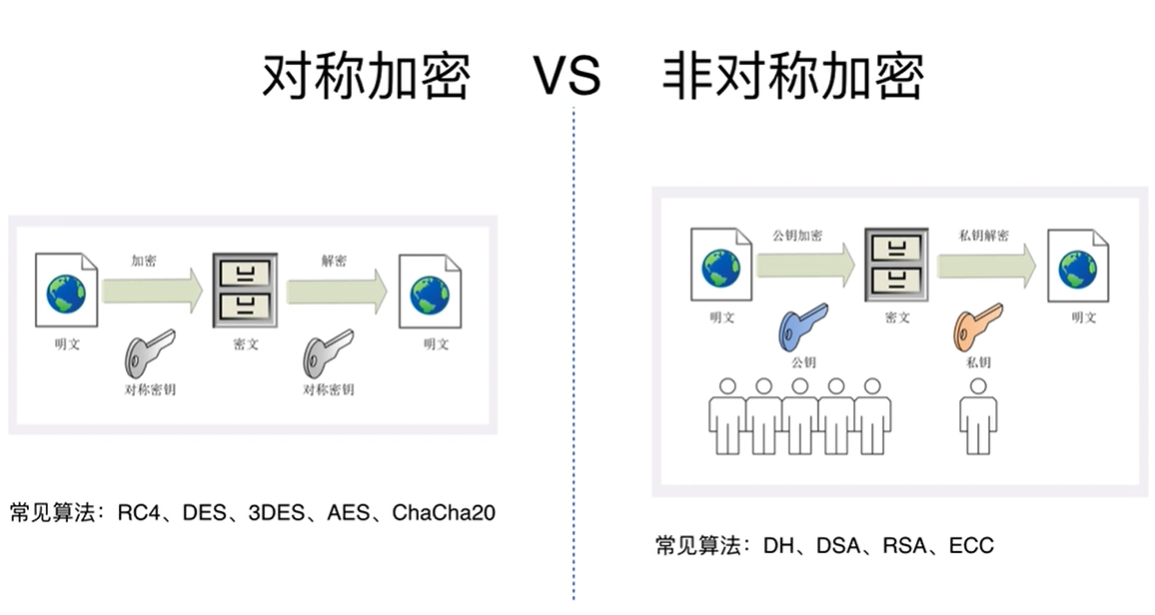 对称加密 VS 非对称加密
加密 解密
明文 密文 明文
对称密钥 对称密钥
常见算法：RC4、DES、3DES、AES、ChaCha20
公钥加密 私钥解密
明文 密文 明文
公钥 私钥
常见算法：DH、DSA、RSA、ECC